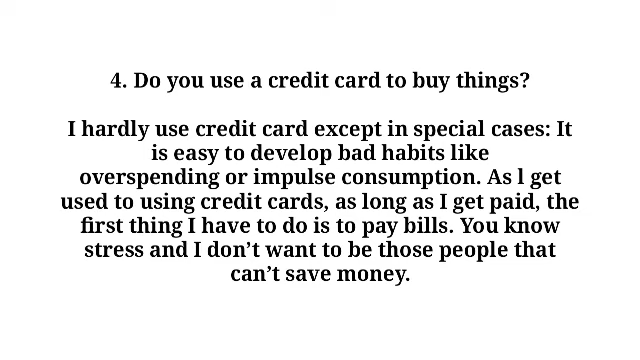 4. Do you use a credit card to buy things?
I hardly use credit card except in special cases: It
is easy to develop bad habits like
overspending or impulse consumption. As l get
used to using credit cards, as long as I get paid, the
first thing I have to do is to pay bills. You know
stress and I don’t want to be those people that
can’t save money.